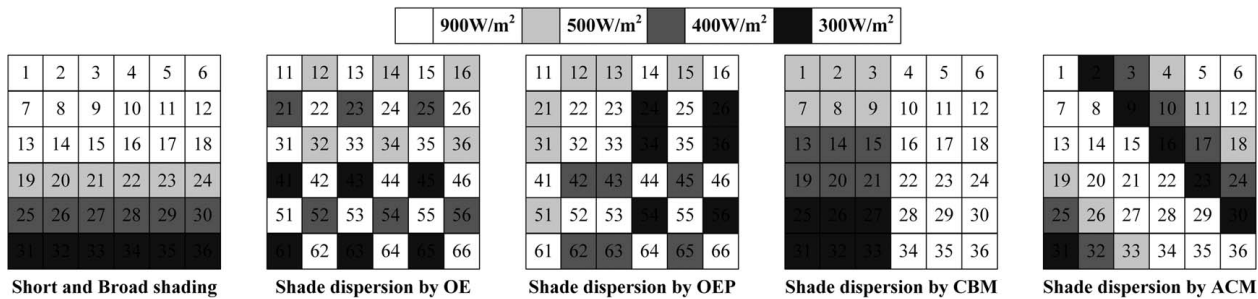 900W/m² 500W/m² 400W/m² 300W/m²
1 2 3 4 5 6
7 8 9 10 11 12
13 14 15 16 17 18
19 20 21 22 23 24
25 26 27 28 29 30
31 32 33 34 35 36
Short and Broad shading
11 12 13 14 15 16
21 22 23 24 25 26
31 32 33 34 35 36
41 42 43 44 45 46
51 52 53 54 55 56
61 62 63 64 65 66
Shade dispersion by OE
11 12 13 14 15 16
21 22 23 24 25 26
31 32 33 34 35 36
41 42 43 44 45 46
51 52 53 54 55 56
61 62 63 64 65 66
Shade dispersion by OEP
1 2 3 4 5 6
7 8 9 10 11 12
13 14 15 16 17 18
19 20 21 22 23 24
25 26 27 28 29 30
31 32 33 34 35 36
Shade dispersion by CBM
1 2 3 4 5 6
7 8 9 10 11 12
13 14 15 16 17 18
19 20 21 22 23 24
25 26 27 28 29 30
31 32 33 34 35 36
Shade dispersion by ACM